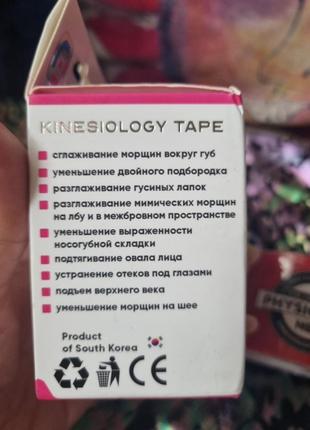 KINESIOLOGY TAPE
сглаживание морщин вокруг губ
уменьшение двойного подбородка
разглаживание гусиных лапок
разглаживание мимических морщин
на лбу и в межбровном пространстве
уменьшение выраженности
носогубной складки
подтягивание овала лица
устранение отеков под глазами
подъем верхнего века
уменьшение морщин на шее
Product
of South Korea
CE